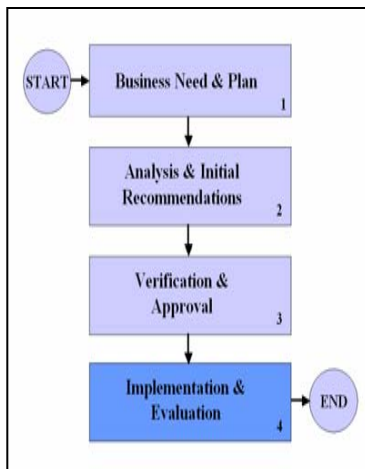 START
Business Need & Plan
1
Analysis & Initial
Recommendations
2
Verification &
Approval
3
Implementation &
Evaluation
4
END